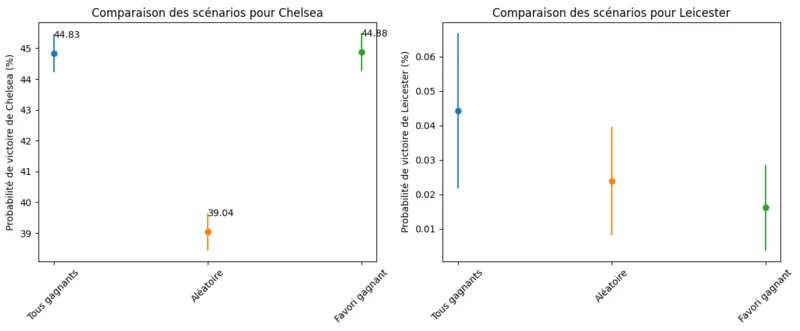 Comparaison des scénarios pour Chelsea
Probabilité de victoire de Chelsea (%)
45
44
43
42
41
40
39
44.83
39.04
44.88
Tous gagnants
Aléatoire
Favori gagnant
Comparaison des scénarios pour Leicester
Probabilité de victoire de Leicester (%)
0.06
0.05
0.04
0.03
0.02
0.01
Tous gagnants
Aléatoire
Favori gagnant